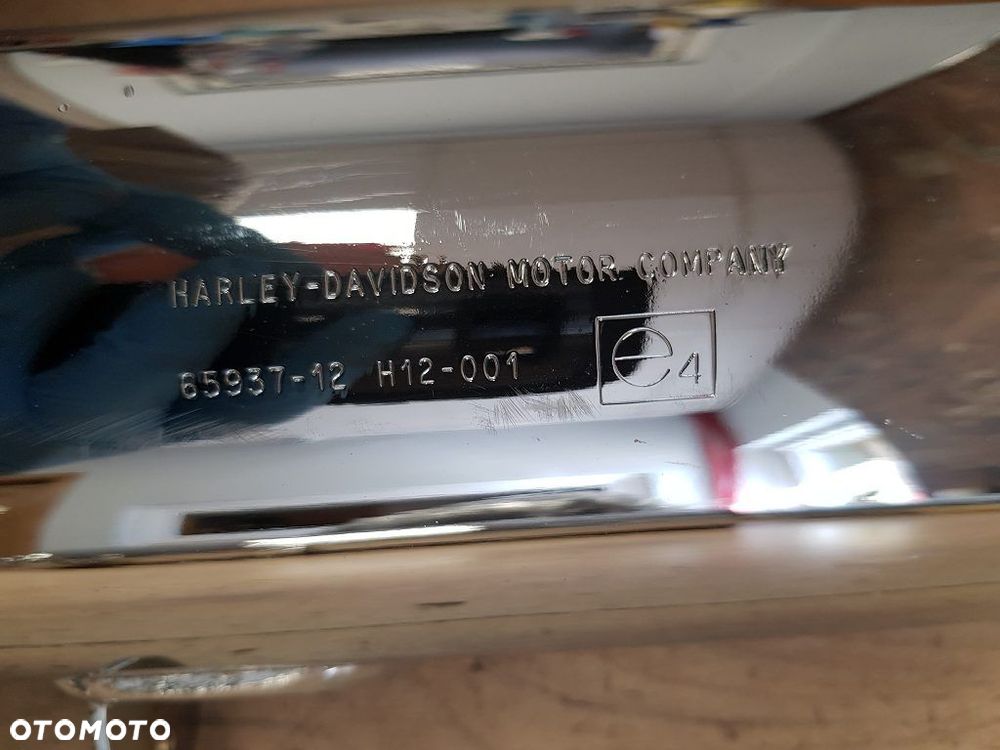 HARLEY-DAVIDSON MOTOR COMPANY
65937-12 H12-001 e4
OTOMOTO